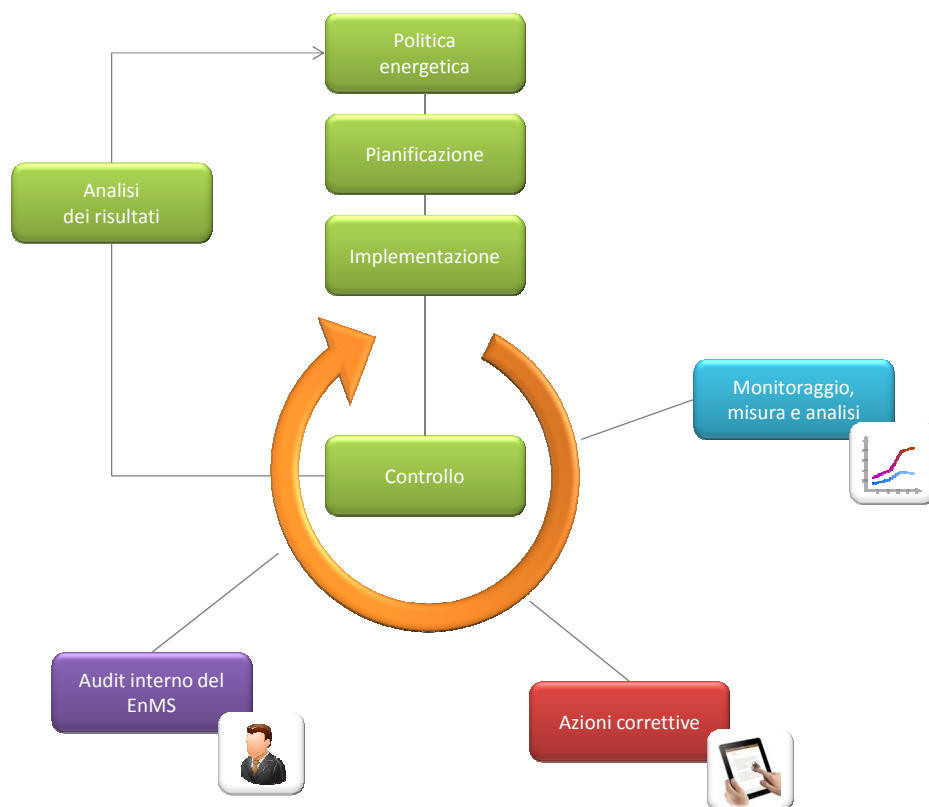 Politica
energetica
Pianificazione
Analisi
dei risultati
Implementazione
Monitoraggio,
misura e analisi
Controllo
Audit interno del
EnMS
Azioni correttive